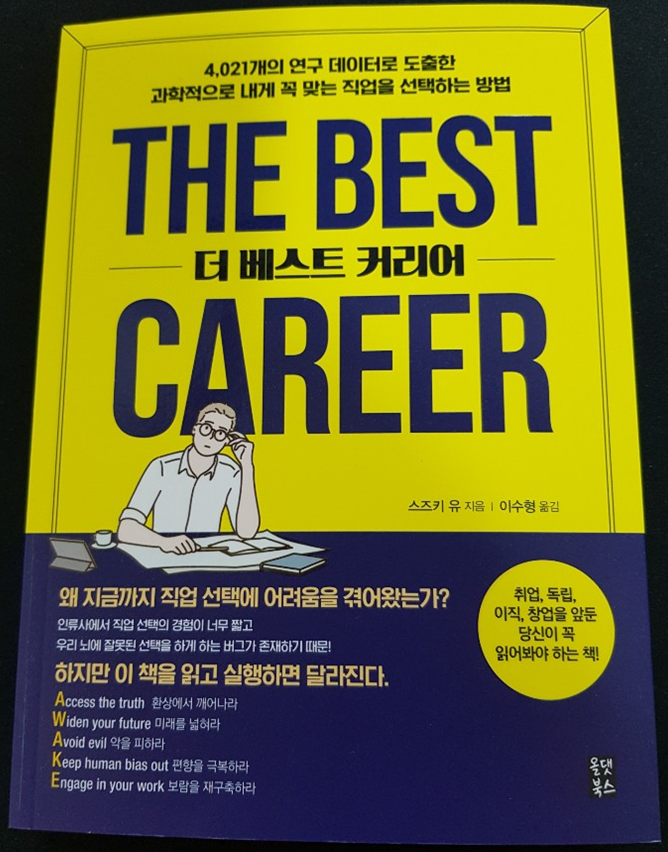 4,021개의 연구 데이터로 도출한
과학적으로 내게 꼭 맞는 직업을 선택하는 방법
THE BEST
더 베스트 커리어
CAREER
스즈키 유 지음 | 이수형 옮김
왜 지금까지 직업 선택에 어려움을 겪어왔는가?
인류사에서 직업 선택의 경험이 너무 짧고
우리 뇌에 잘못된 선택을 하게 하는 버그가 존재하기 때문!
하지만 이 책을 읽고 실행하면 달라진다.
Access the truth 환상에서 깨어나라
Widen your future 미래를 넓혀라
Avoid evil 악을 피하라
Keep human bias out 편향을 극복하라
Engage in your work 보람을 재구축하라
취업, 독립,
이직, 창업을 앞둔
당신이 꼭
읽어봐야 하는 책!
올댓
북스